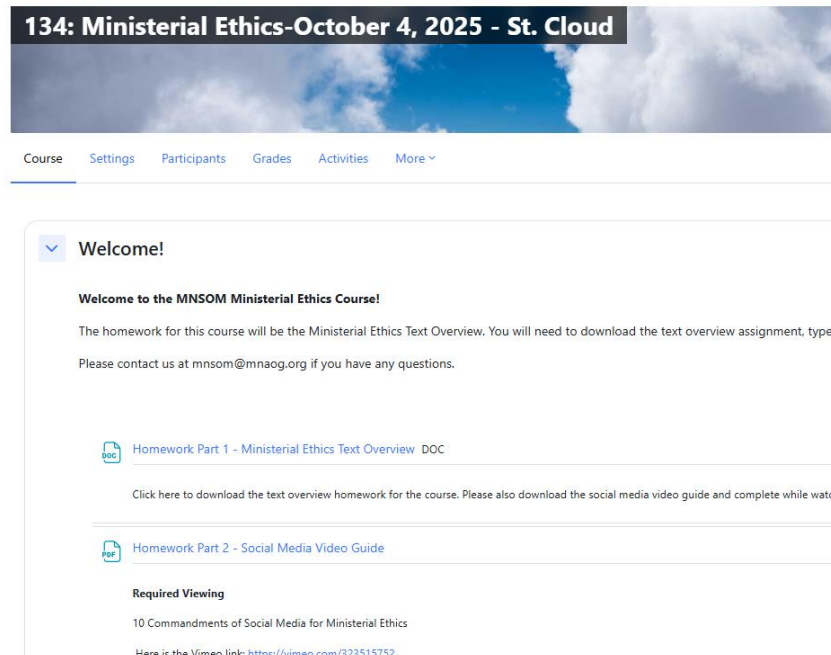 134: Ministerial Ethics-October 4, 2025 - St. Cloud
Course Settings Participants Grades Activities More
Welcome!
Welcome to the MNSOM Ministerial Ethics Course!
The homework for this course will be the Ministerial Ethics Text Overview. You will need to download the text overview assignment, type
Please contact us at mnsom@mnaog.org if you have any questions.
DOC Homework Part 1 - Ministerial Ethics Text Overview DOC
Click here to download the text overview homework for the course. Please also download the social media video guide and complete while
PDF Homework Part 2 - Social Media Video Guide
Required Viewing
10 Commandments of Social Media for Ministerial Ethics
Here is the Vimeo link: https://vimeo.com/323515752